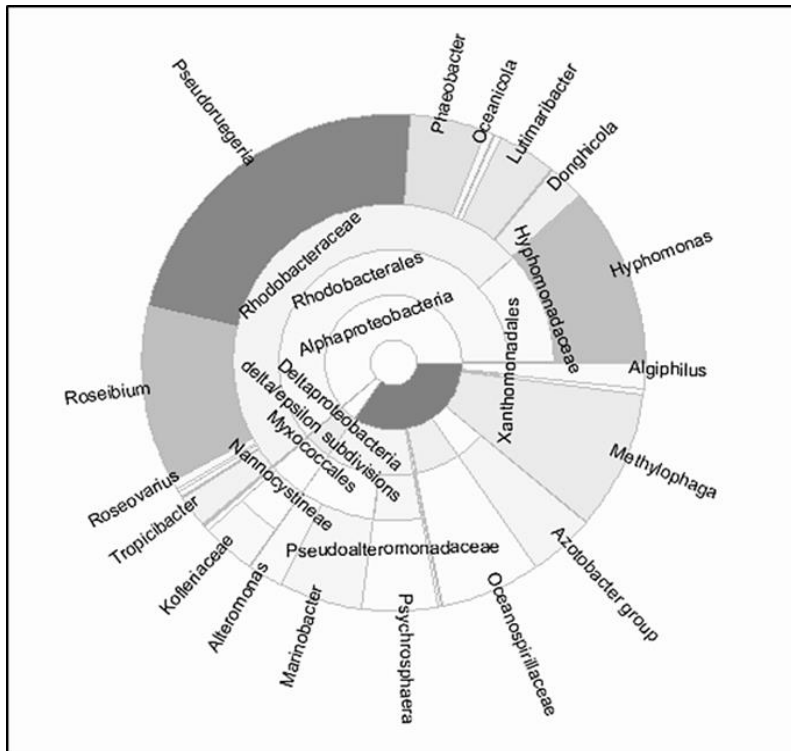 Pseudoruegeria
Phaeobacter
Oceanicola
Lutimaribacter
Donghicola
Hyphomonas
Rhodobacteraceae
Rhodobacterales
Alphaproteobacteria
Hyphomonadaceae
Xanthomonadales
Algiphilus
Methylophaga
Azotobacter group
Oceanospirillaceae
Pseudoalteromonadaceae
Psychrosphaera
Marinobacter
Alteromonas
Kofleriaceae
Tropicibacter
Roseovarius
Roseibium
Nannocystineae
Myxococcales
delta/epsilon subdivisions
Deltaproteobacteria